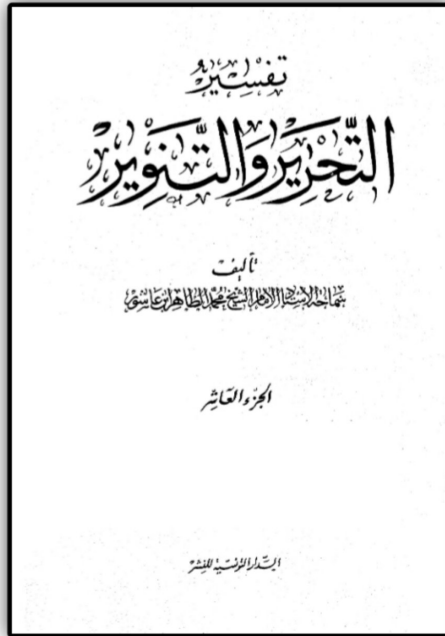 تفسير
التحرير والتنوير
تأليف
سماحة الأستاذ الإمام الشيخ محمد الطاهر ابن عاشور
الجزء العاشر
الدار التونسية للنشر